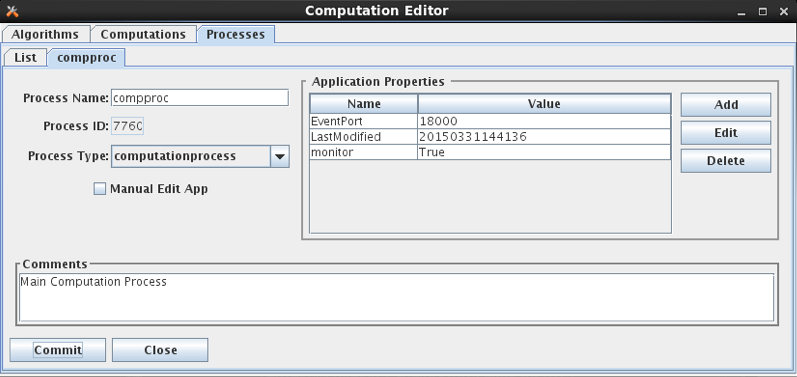 Computation Editor
Algorithms Computations Processes
List compproc
Process Name: compproc
Process ID: 7760
Process Type: computationprocess
Manual Edit App
Application Properties
Name Value
EventPort 18000
LastModified 20150331144136
monitor True
Add
Edit
Delete
Comments
Main Computation Process
Commit Close